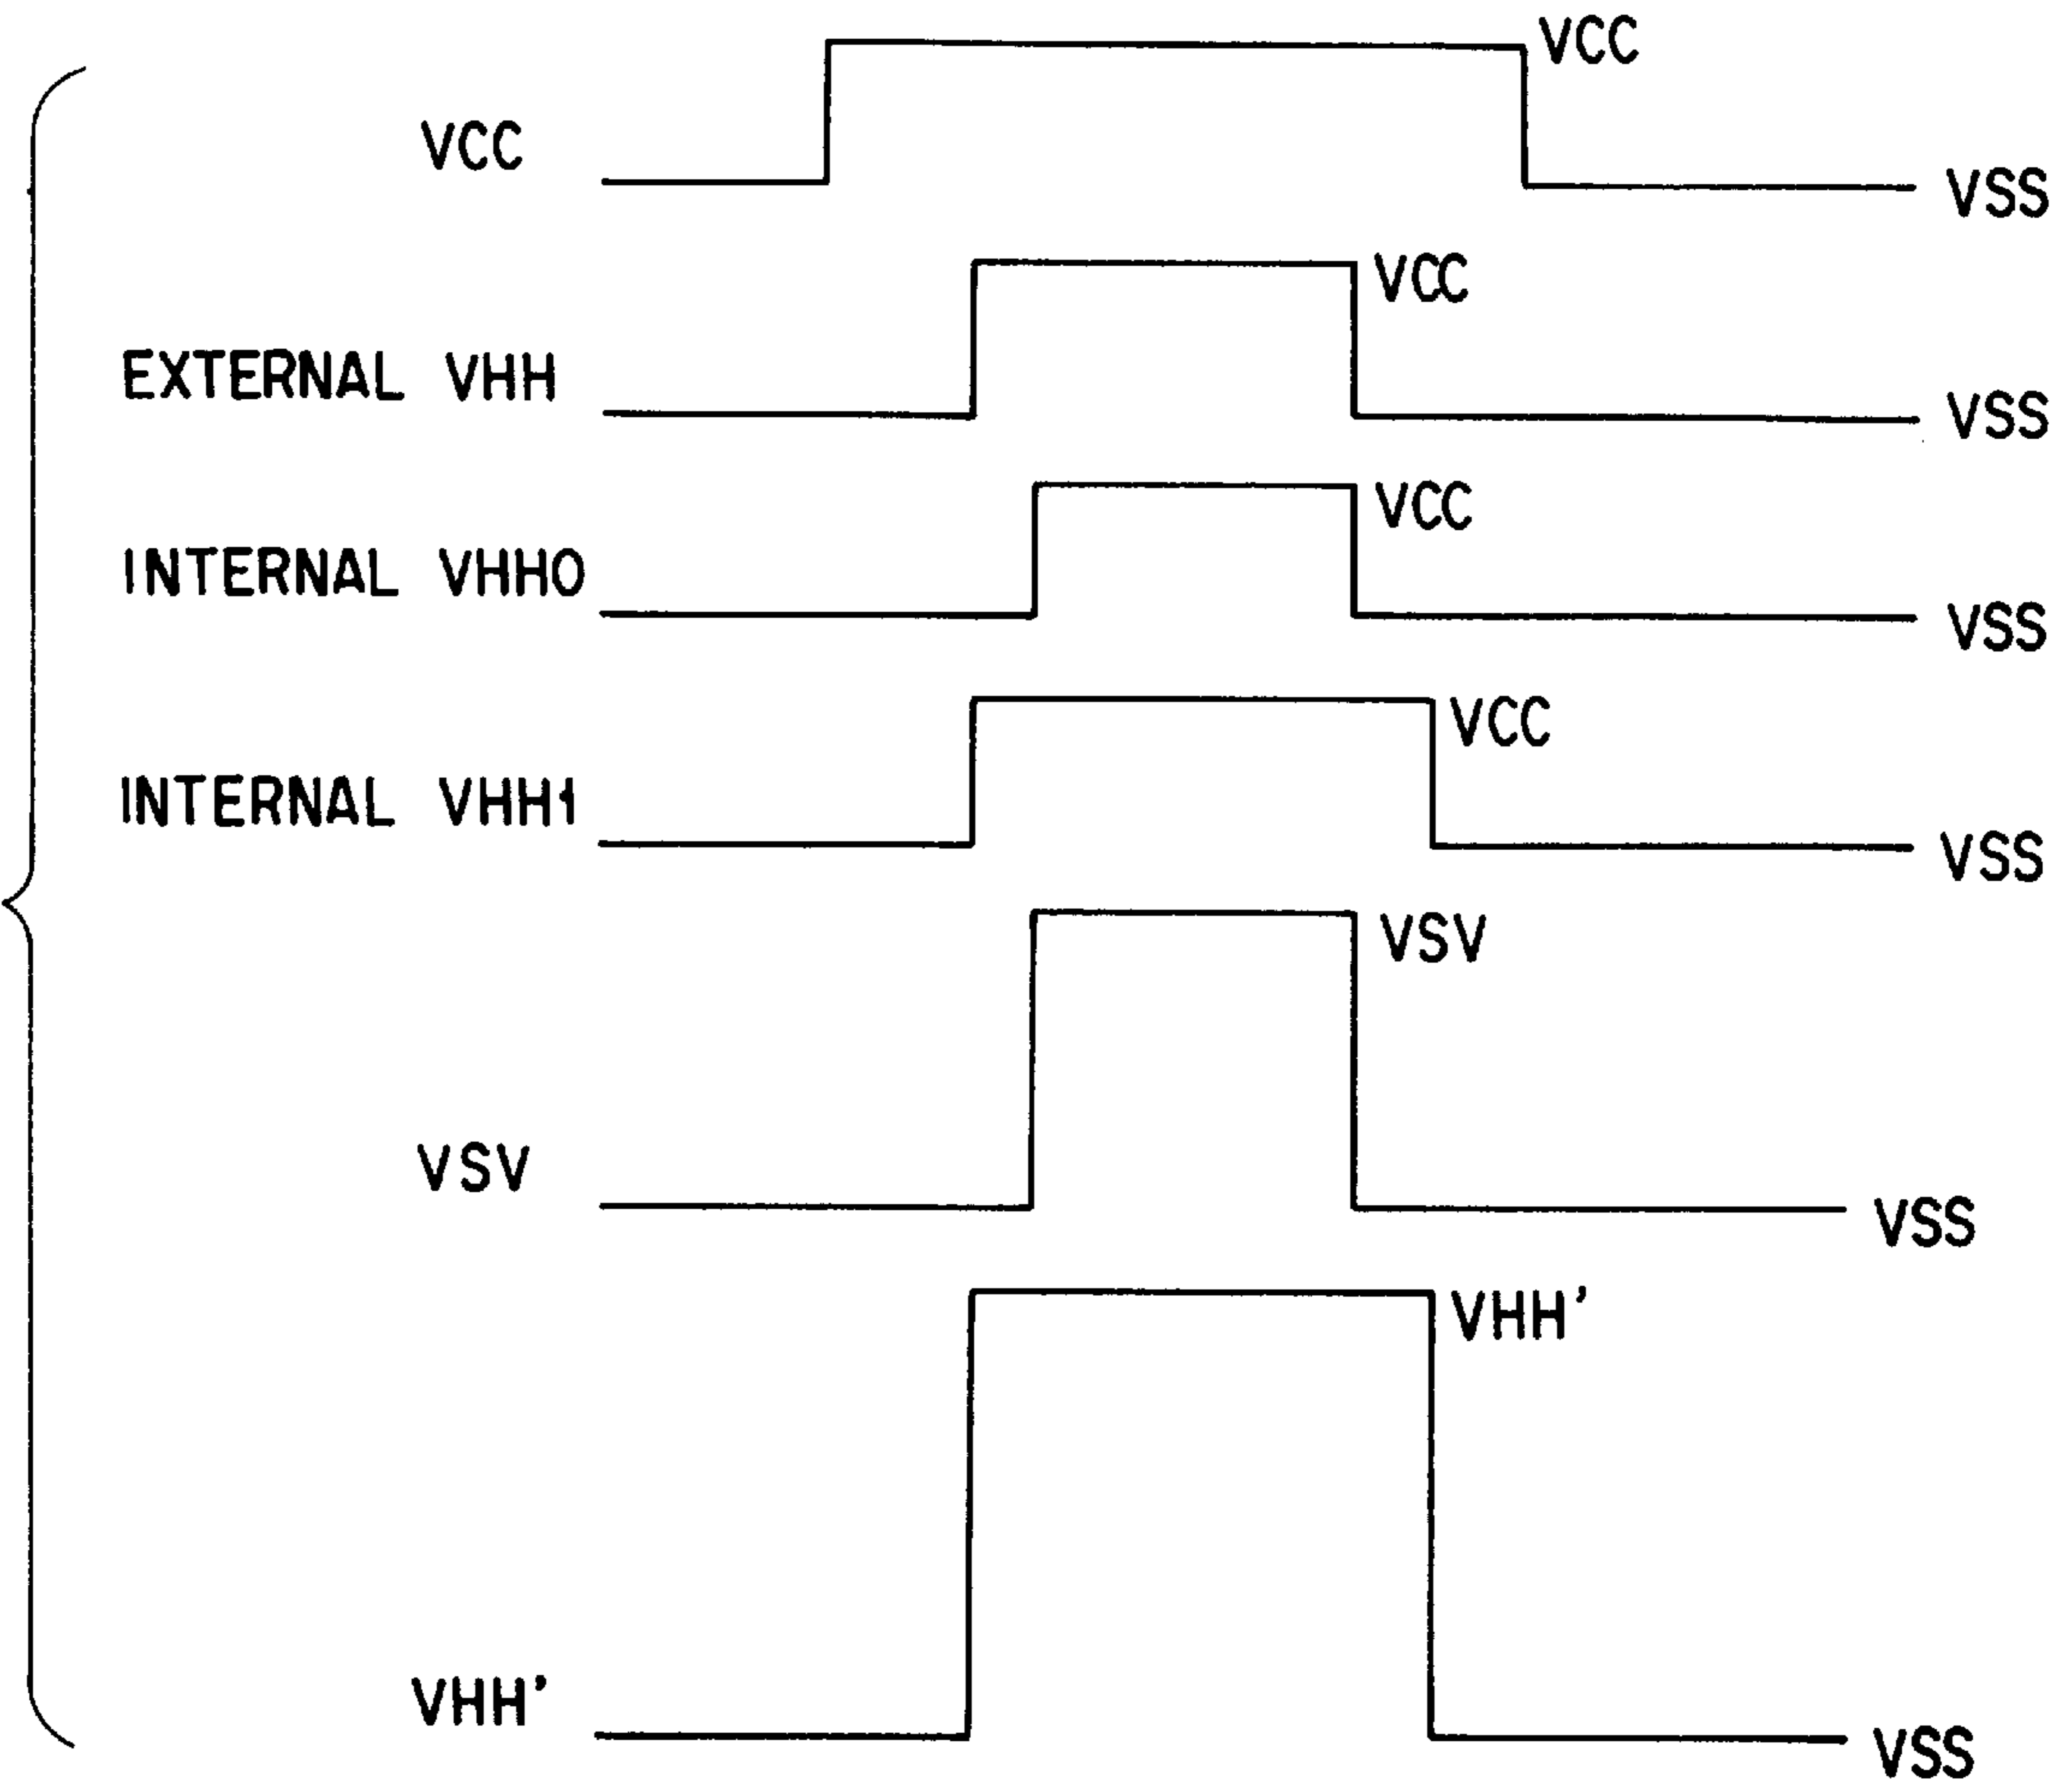 VCC
VCC
VSS
VCC
EXTERNAL VHH
VSS
VCC
INTERNAL VHH0
VSS
VCC
INTERNAL VHH1
VSS
VSV
VSV
VSS
VHH'
VHH'
VSS